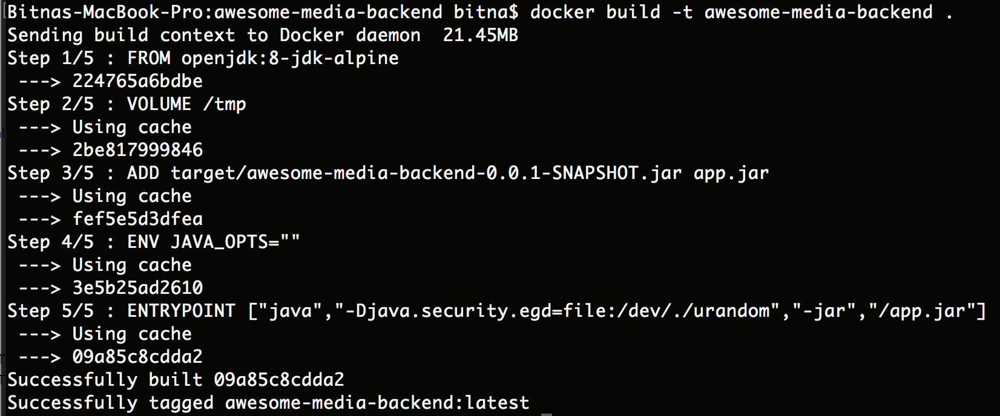 Bitnas-MacBook-Pro:awesome-media-backend bitna$ docker build -t awesome-media-backend .
Sending build context to Docker daemon  21.45MB
Step 1/5 : FROM openjdk:8-jdk-alpine
 ---> 224765a6bdbe
Step 2/5 : VOLUME /tmp
 ---> Using cache
 ---> 2be817999846
Step 3/5 : ADD target/awesome-media-backend-0.0.1-SNAPSHOT.jar app.jar
 ---> Using cache
 ---> fef5e5d3dfea
Step 4/5 : ENV JAVA_OPTS=""
 ---> Using cache
 ---> 3e5b25ad2610
Step 5/5 : ENTRYPOINT ["java","-Djava.security.egd=file:/dev/./urandom","-jar","/app.jar"]
 ---> Using cache
 ---> 09a85c8cdda2
Successfully built 09a85c8cdda2
Successfully tagged awesome-media-backend:latest